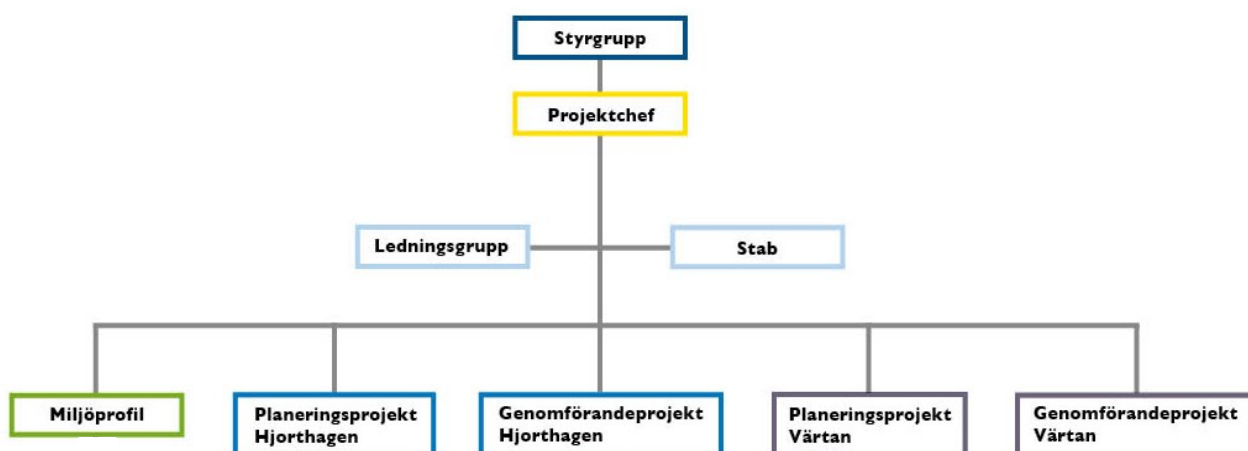 Styrgrupp
Projektchef
Ledningsgrupp
Stab
Miljöprofil
Planeringsprojekt
Hjorthagen
Genomförandeprojekt
Hjorthagen
Planeringsprojekt
Värtan
Genomförandeprojekt
Värtan